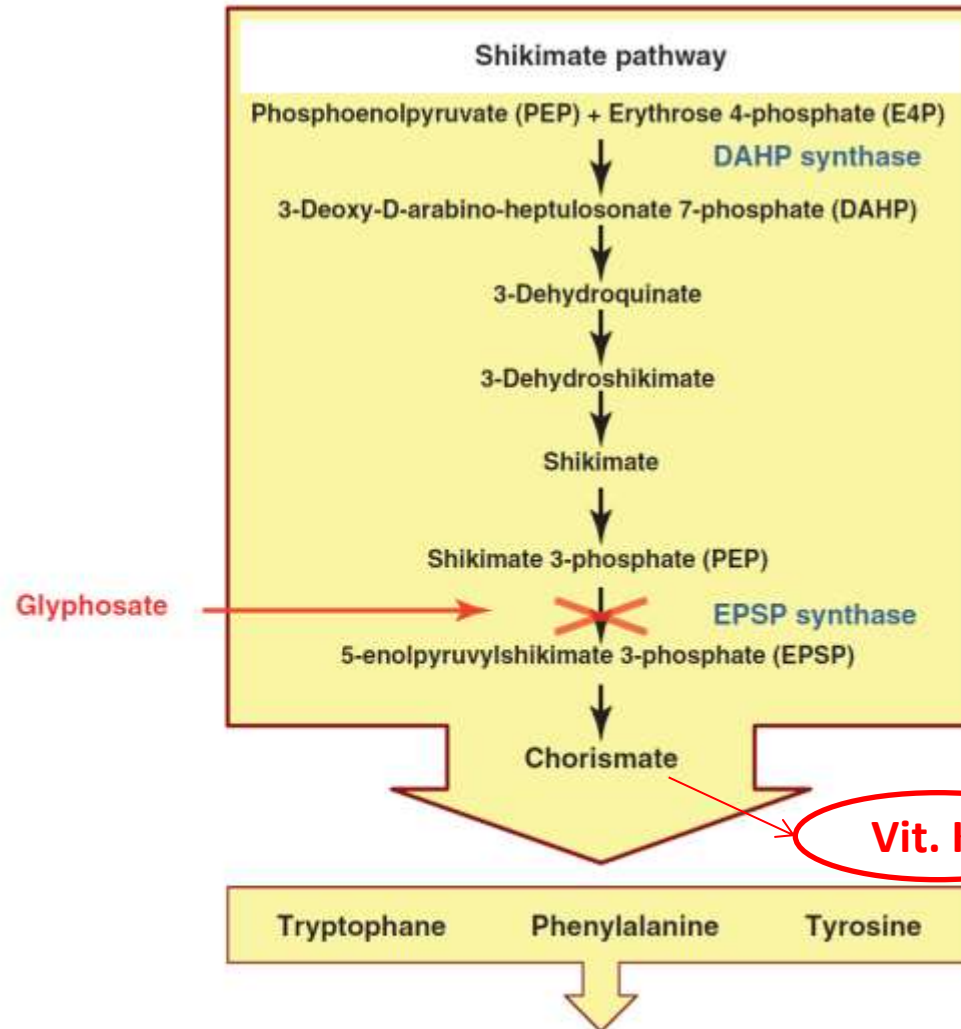 Shikimate pathway
Phosphoenolpyruvate (PEP) + Erythrose 4-phosphate (E4P)
DAHP synthase
3-Deoxy-D-arabino-heptulosonate 7-phosphate (DAHP)
3-Dehydroquinate
3-Dehydroshikimate
Shikimate
Shikimate 3-phosphate (PEP)
Glyphosate
EPSP synthase
5-enolpyruvylshikimate 3-phosphate (EPSP)
Chorismate
Vit.
Tryptophane Phenylalanine Tyrosine